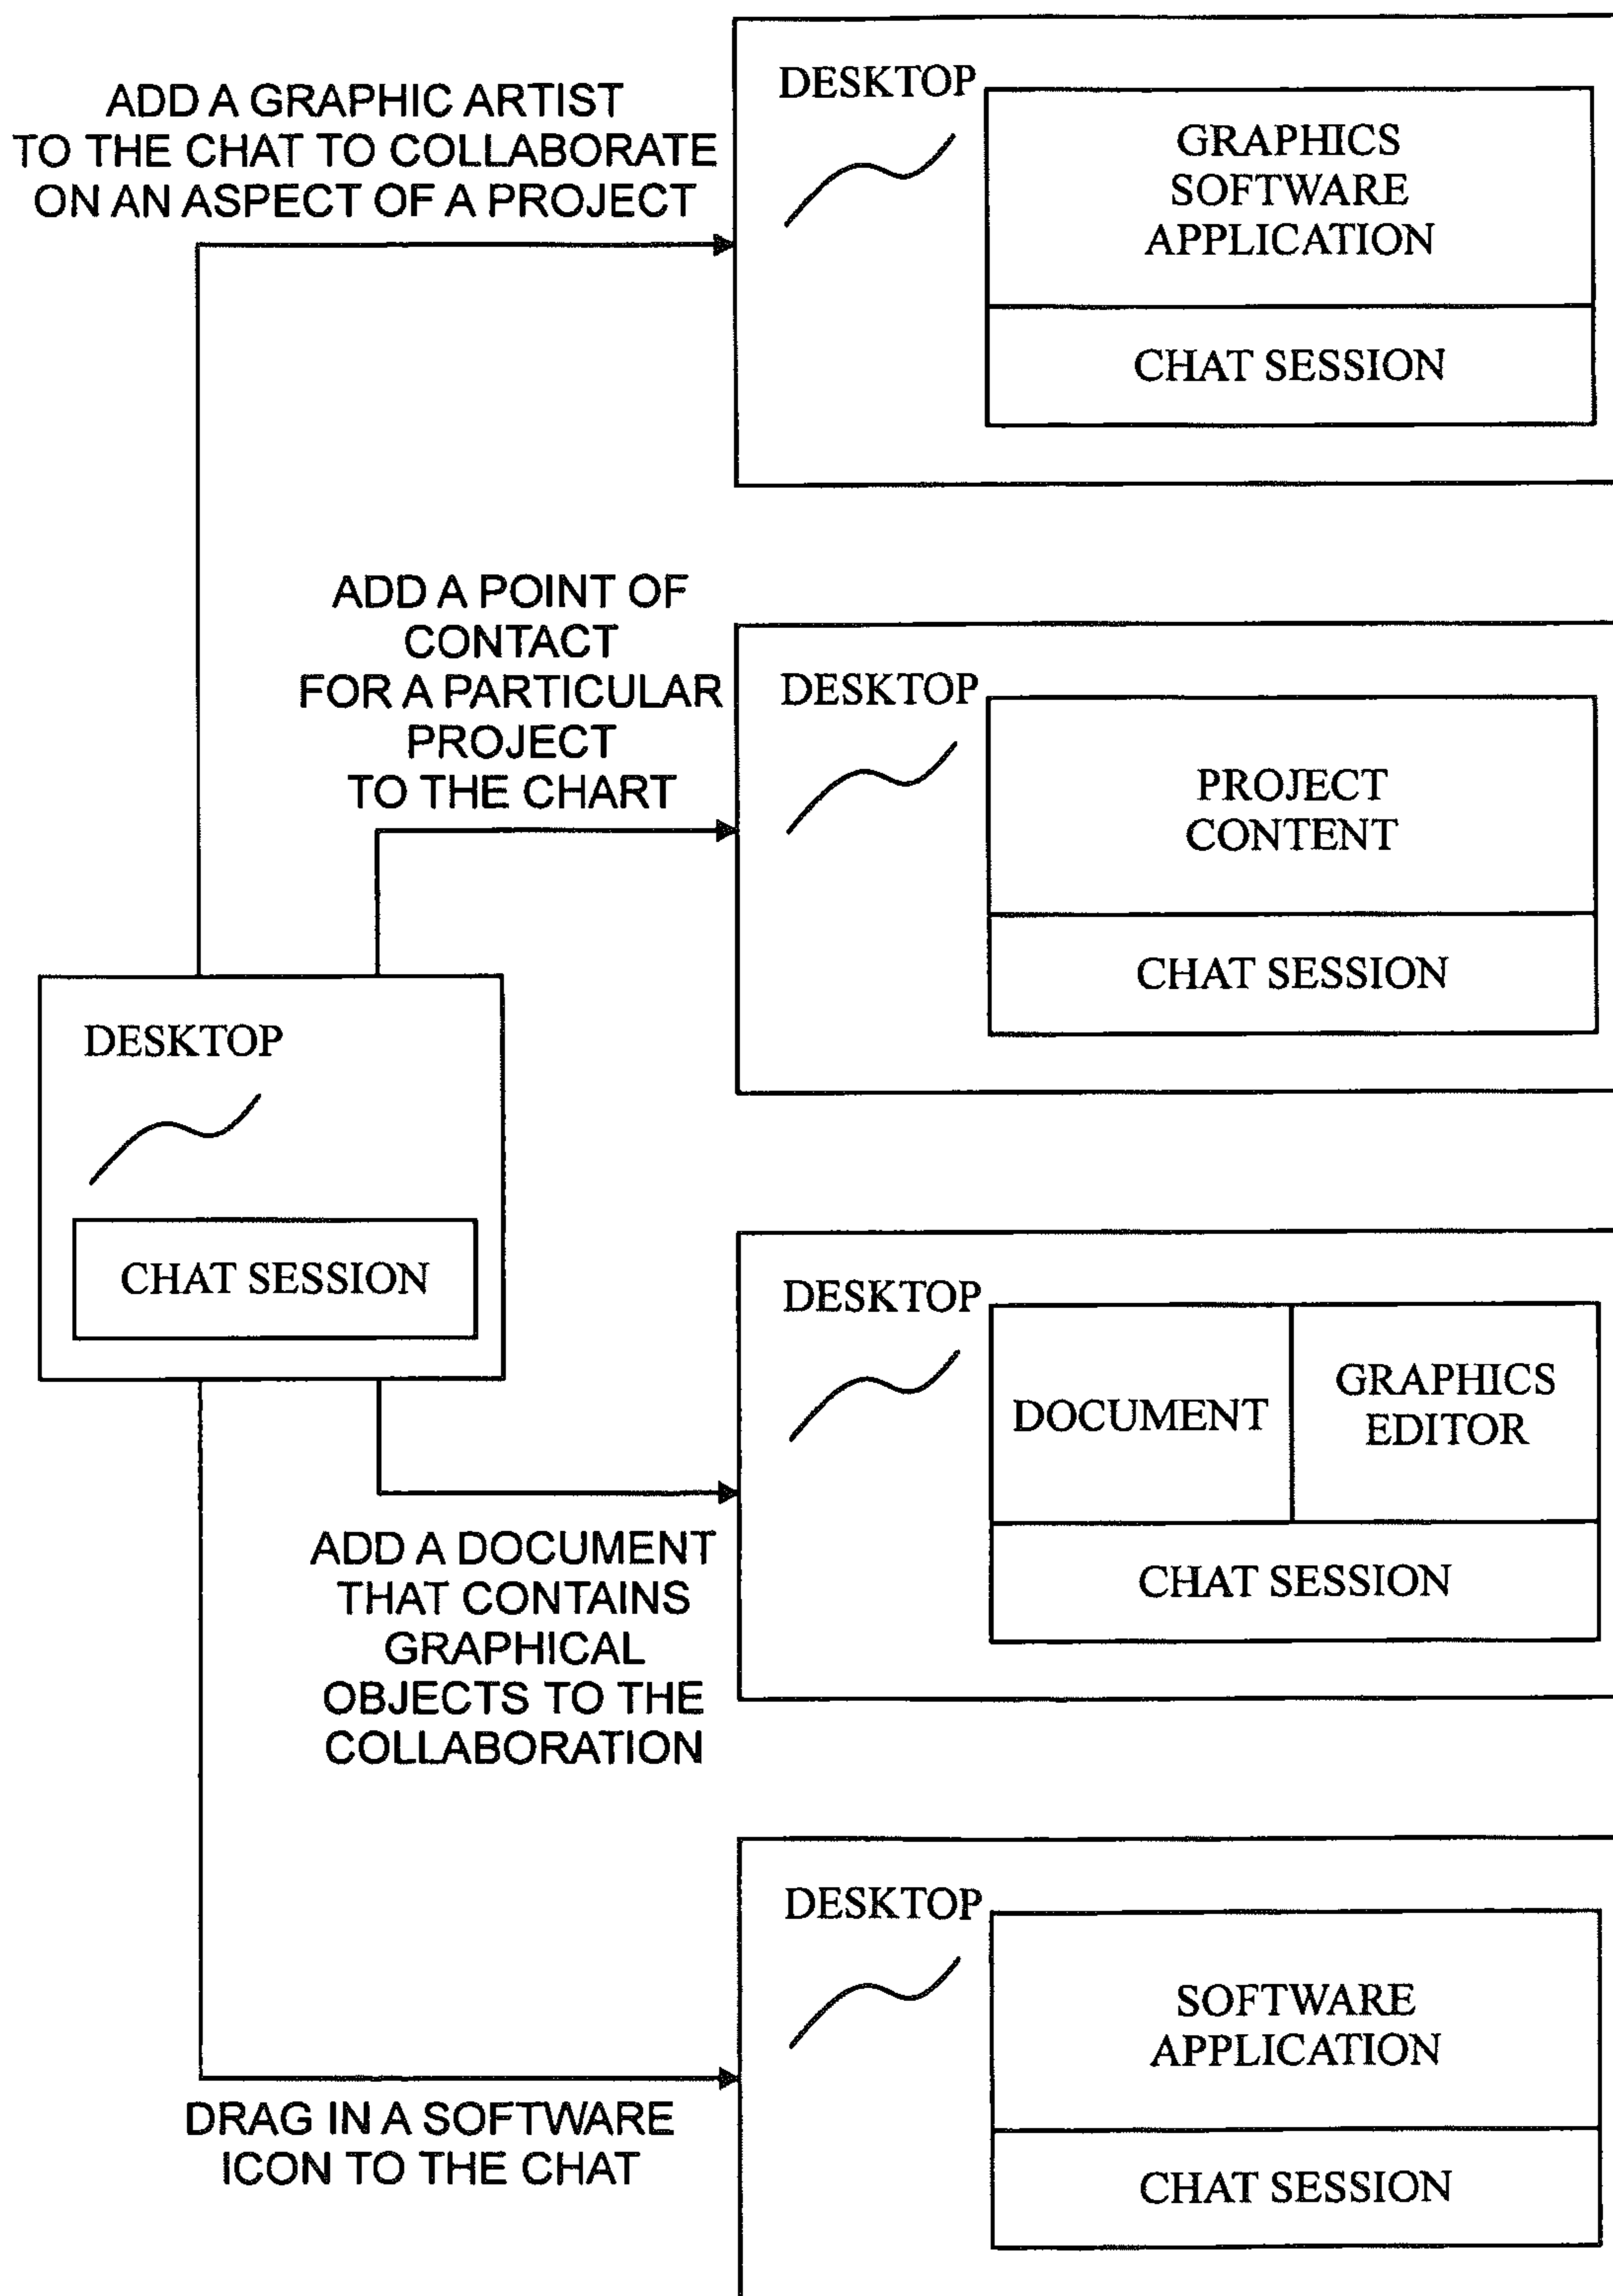 ADD A GRAPHIC ARTIST
TO THE CHAT TO COLLABORATE
ON AN ASPECT OF A PROJECT
DESKTOP
GRAPHICS
SOFTWARE
APPLICATION
CHAT SESSION
ADD A POINT OF
CONTACT
FOR A PARTICULAR
PROJECT
TO THE CHART
DESKTOP
PROJECT
CONTENT
CHAT SESSION
DESKTOP
CHAT SESSION
DESKTOP
DOCUMENT
GRAPHICS
EDITOR
CHAT SESSION
ADD A DOCUMENT
THAT CONTAINS
GRAPHICAL
OBJECTS TO THE
COLLABORATION
DESKTOP
SOFTWARE
APPLICATION
CHAT SESSION
DRAG IN A SOFTWARE
ICON TO THE CHAT